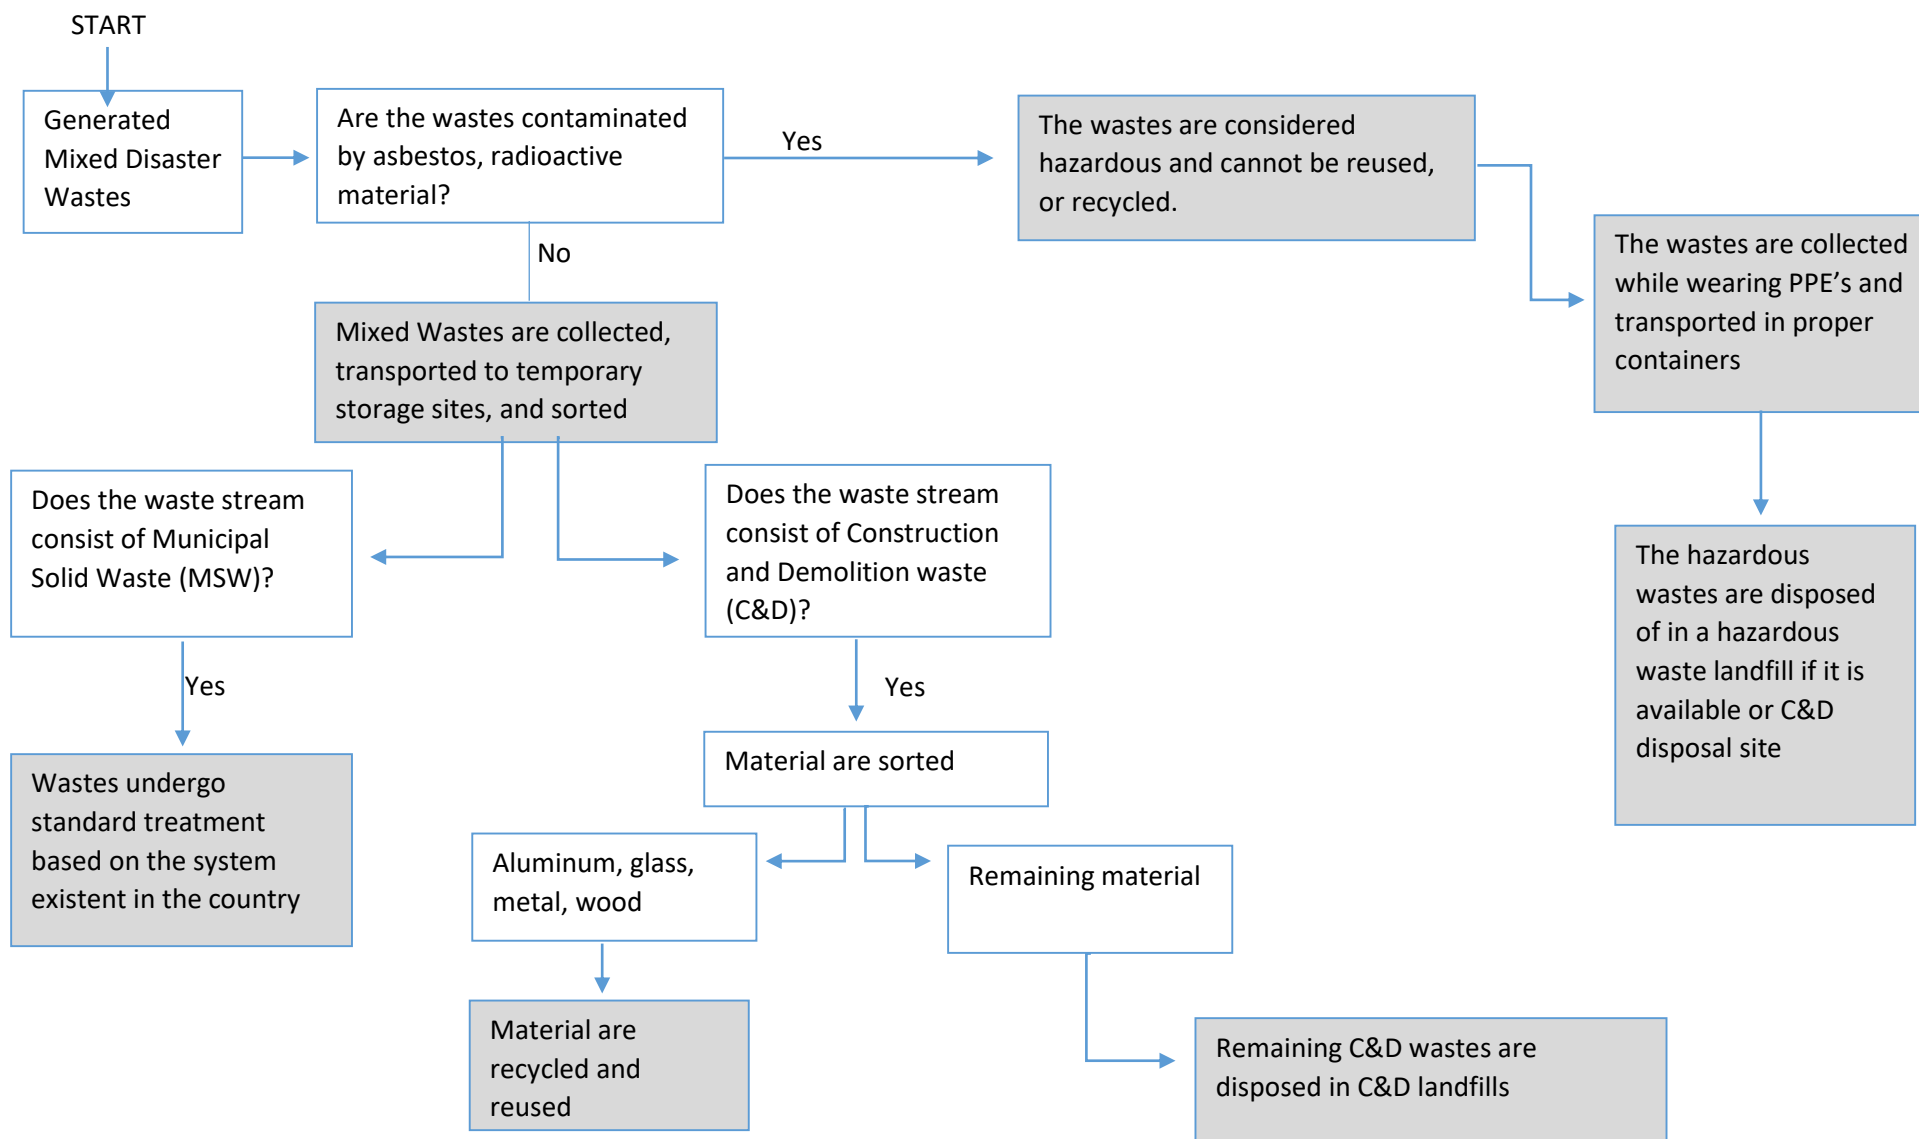 START
Generated
Mixed Disaster
Wastes
Are the wastes contaminated
by asbestos, radioactive
material?
Yes
The wastes are considered
hazardous and cannot be reused,
or recycled.
No
The wastes are collected
while wearing PPE’s and
transported in proper
containers
Mixed Wastes are collected,
transported to temporary
storage sites, and sorted
Does the waste stream
consist of Municipal
Solid Waste (MSW)?
Does the waste stream
consist of Construction
and Demolition waste
(C&D)?
The hazardous
wastes are disposed
of in a hazardous
waste landfill if it is
available or C&D
disposal site
Yes
Yes
Material are sorted
Wastes undergo
standard treatment
based on the system
existent in the country
Aluminum, glass,
metal, wood
Remaining material
Material are
recycled and
reused
Remaining C&D wastes are
disposed in C&D landfills